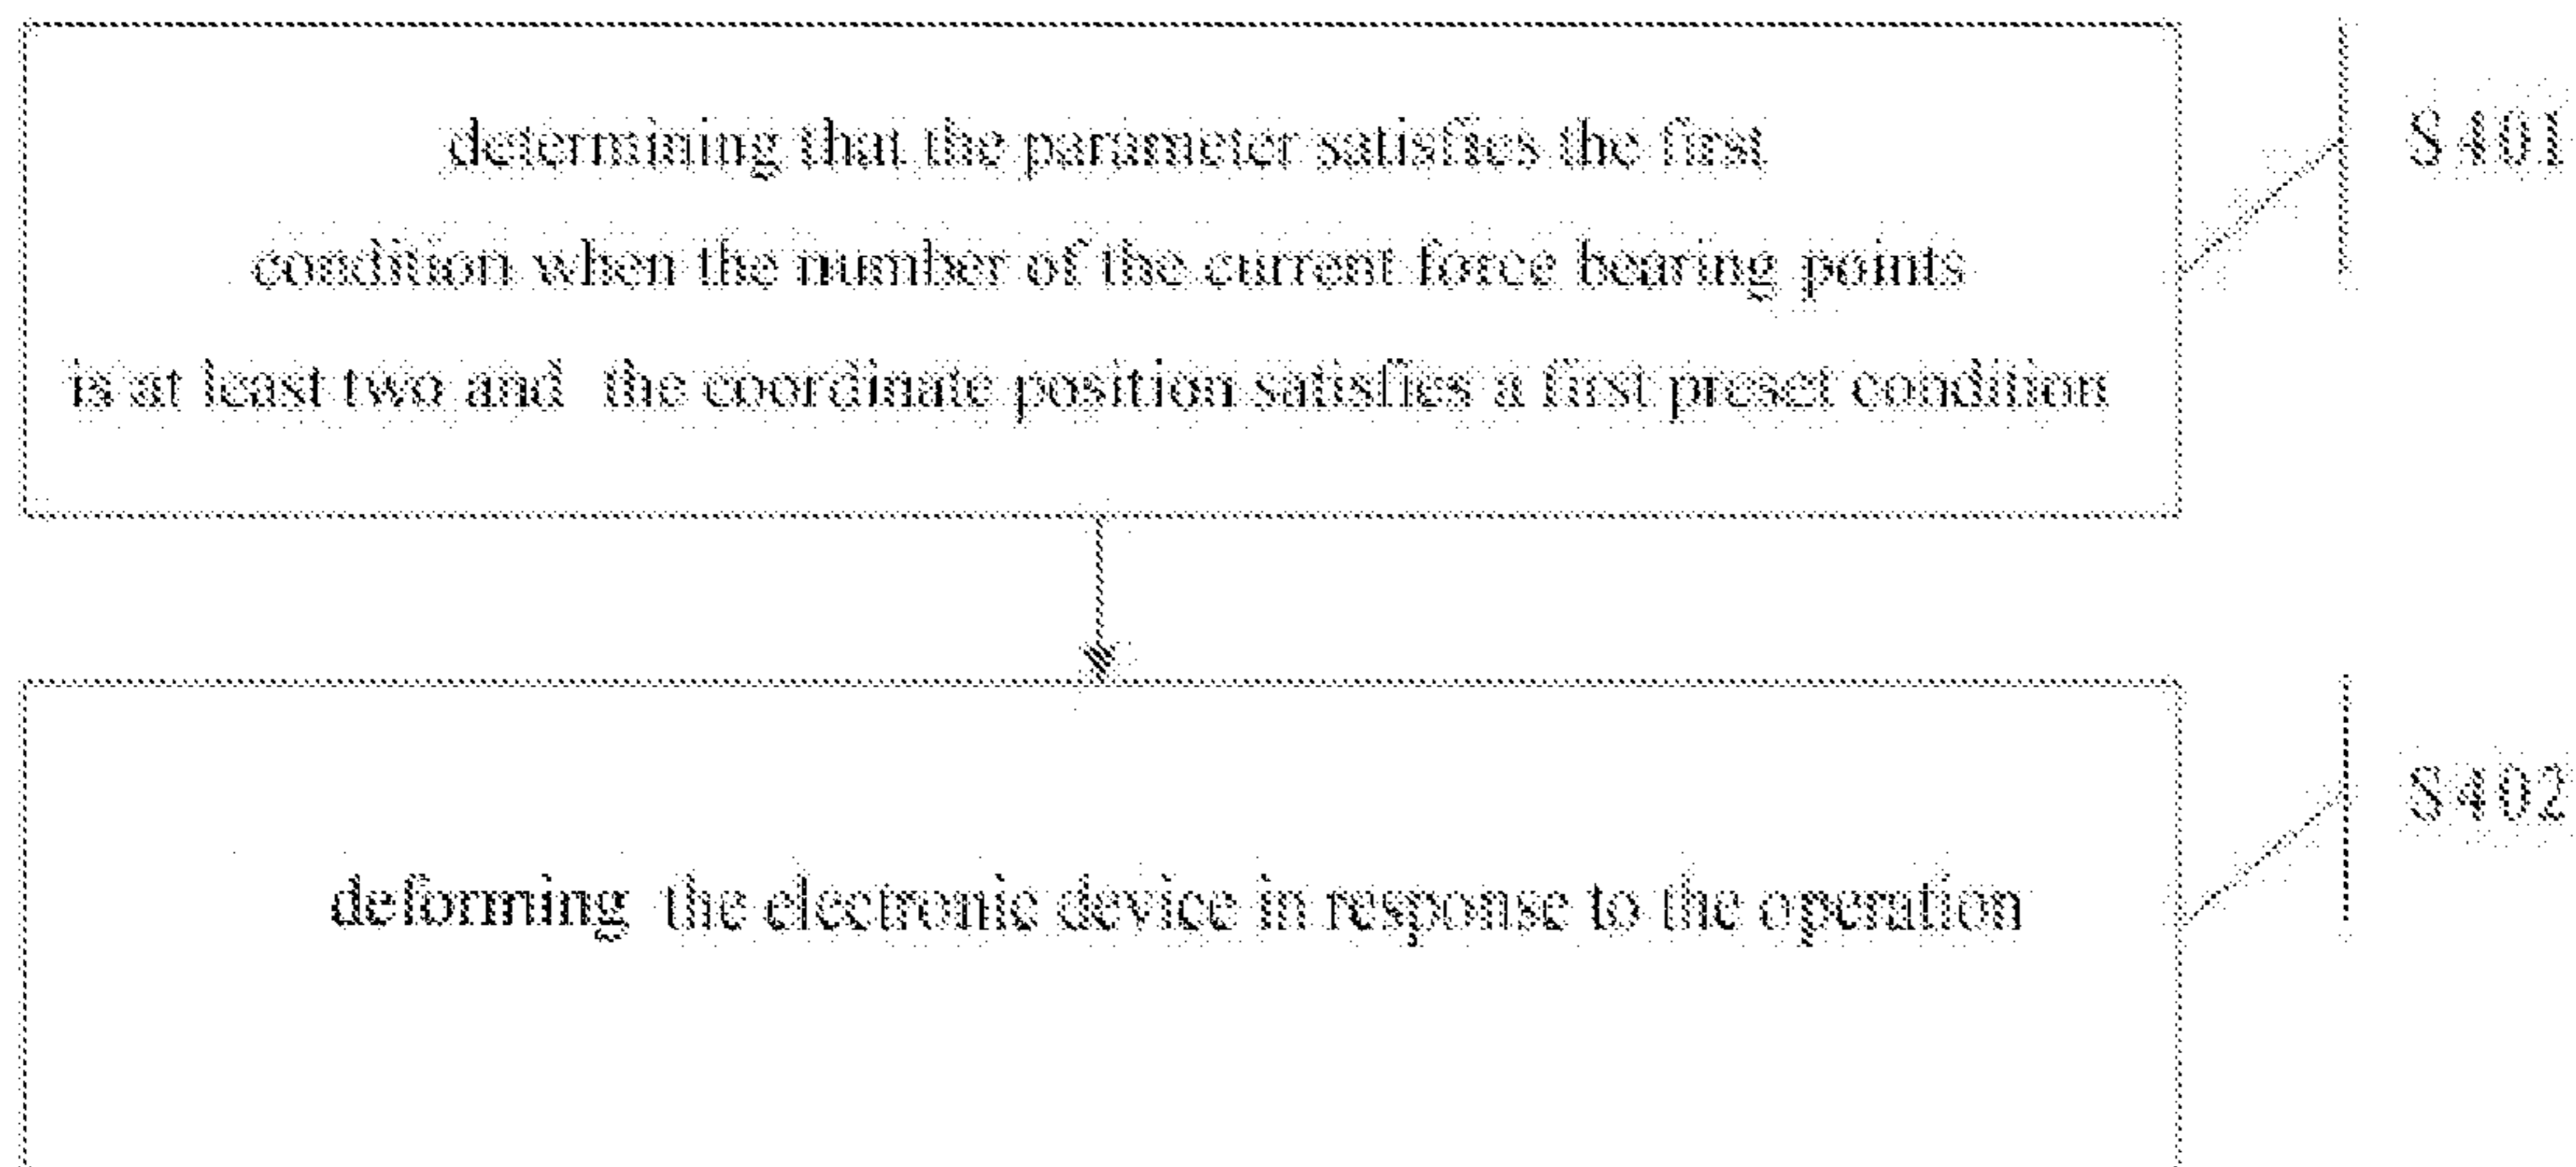 determining that the parameter satisfies the first
S401
condition when the number of the current force bearing points
is at least two and the coordinate position satisfies a first preset condition
S402
deforming the electronic device in response to the operation